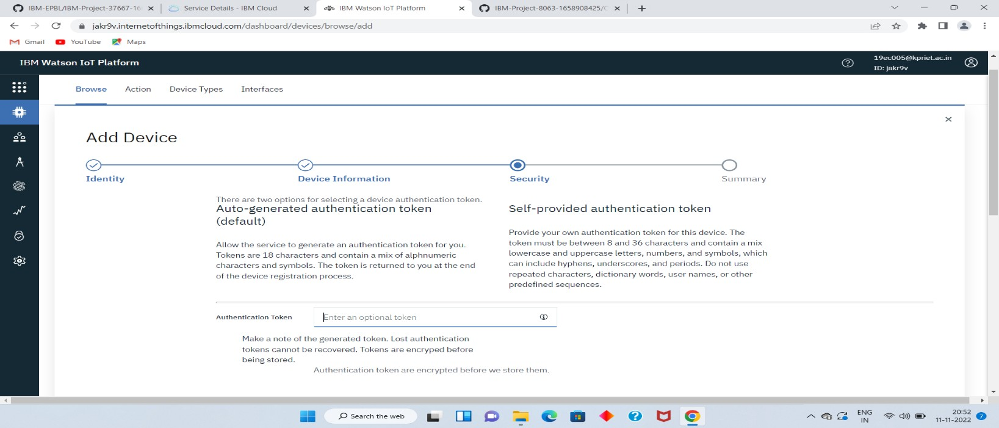 IBM-EPBL/IBM-Project-37667-16
Service Details - IBM Cloud
IBM Watson IoT Platform
IBM-Project-8063-1658908425/C
jakr9v.internetofthings.ibmcloud.com/dashboard/devices/browse/add
Gmail
YouTube
Maps
IBM Watson IoT Platform
19ec005@kpriet.ac.in
ID: jakr9v
Browse
Action
Device Types
Interfaces
Add Device
Identity
Device Information
Security
Summary
There are two options for selecting a device authentication token.
Auto-generated authentication token
(default)
Allow the service to generate an authentication token for you.
Tokens are 18 characters and contain a mix of alphnumeric
characters and symbols. The token is returned to you at the end
of the device registration process.
Self-provided authentication token
Provide your own authentication token for this device. The
token must be between 8 and 36 characters and contain a mix
lowercase and uppercase letters, numbers, and symbols, which
can include hyphens, underscores, and periods. Do not use
repeated characters, dictionary words, user names, or other
predefined sequences.
Authentication Token
Enter an optional token
Make a note of the generated token. Lost authentication
tokens cannot be recovered. Tokens are encryped before
being stored.
Authentication token are encrypted before we store them.
Search the web
ENG
IN
20:52
11-11-2022
7